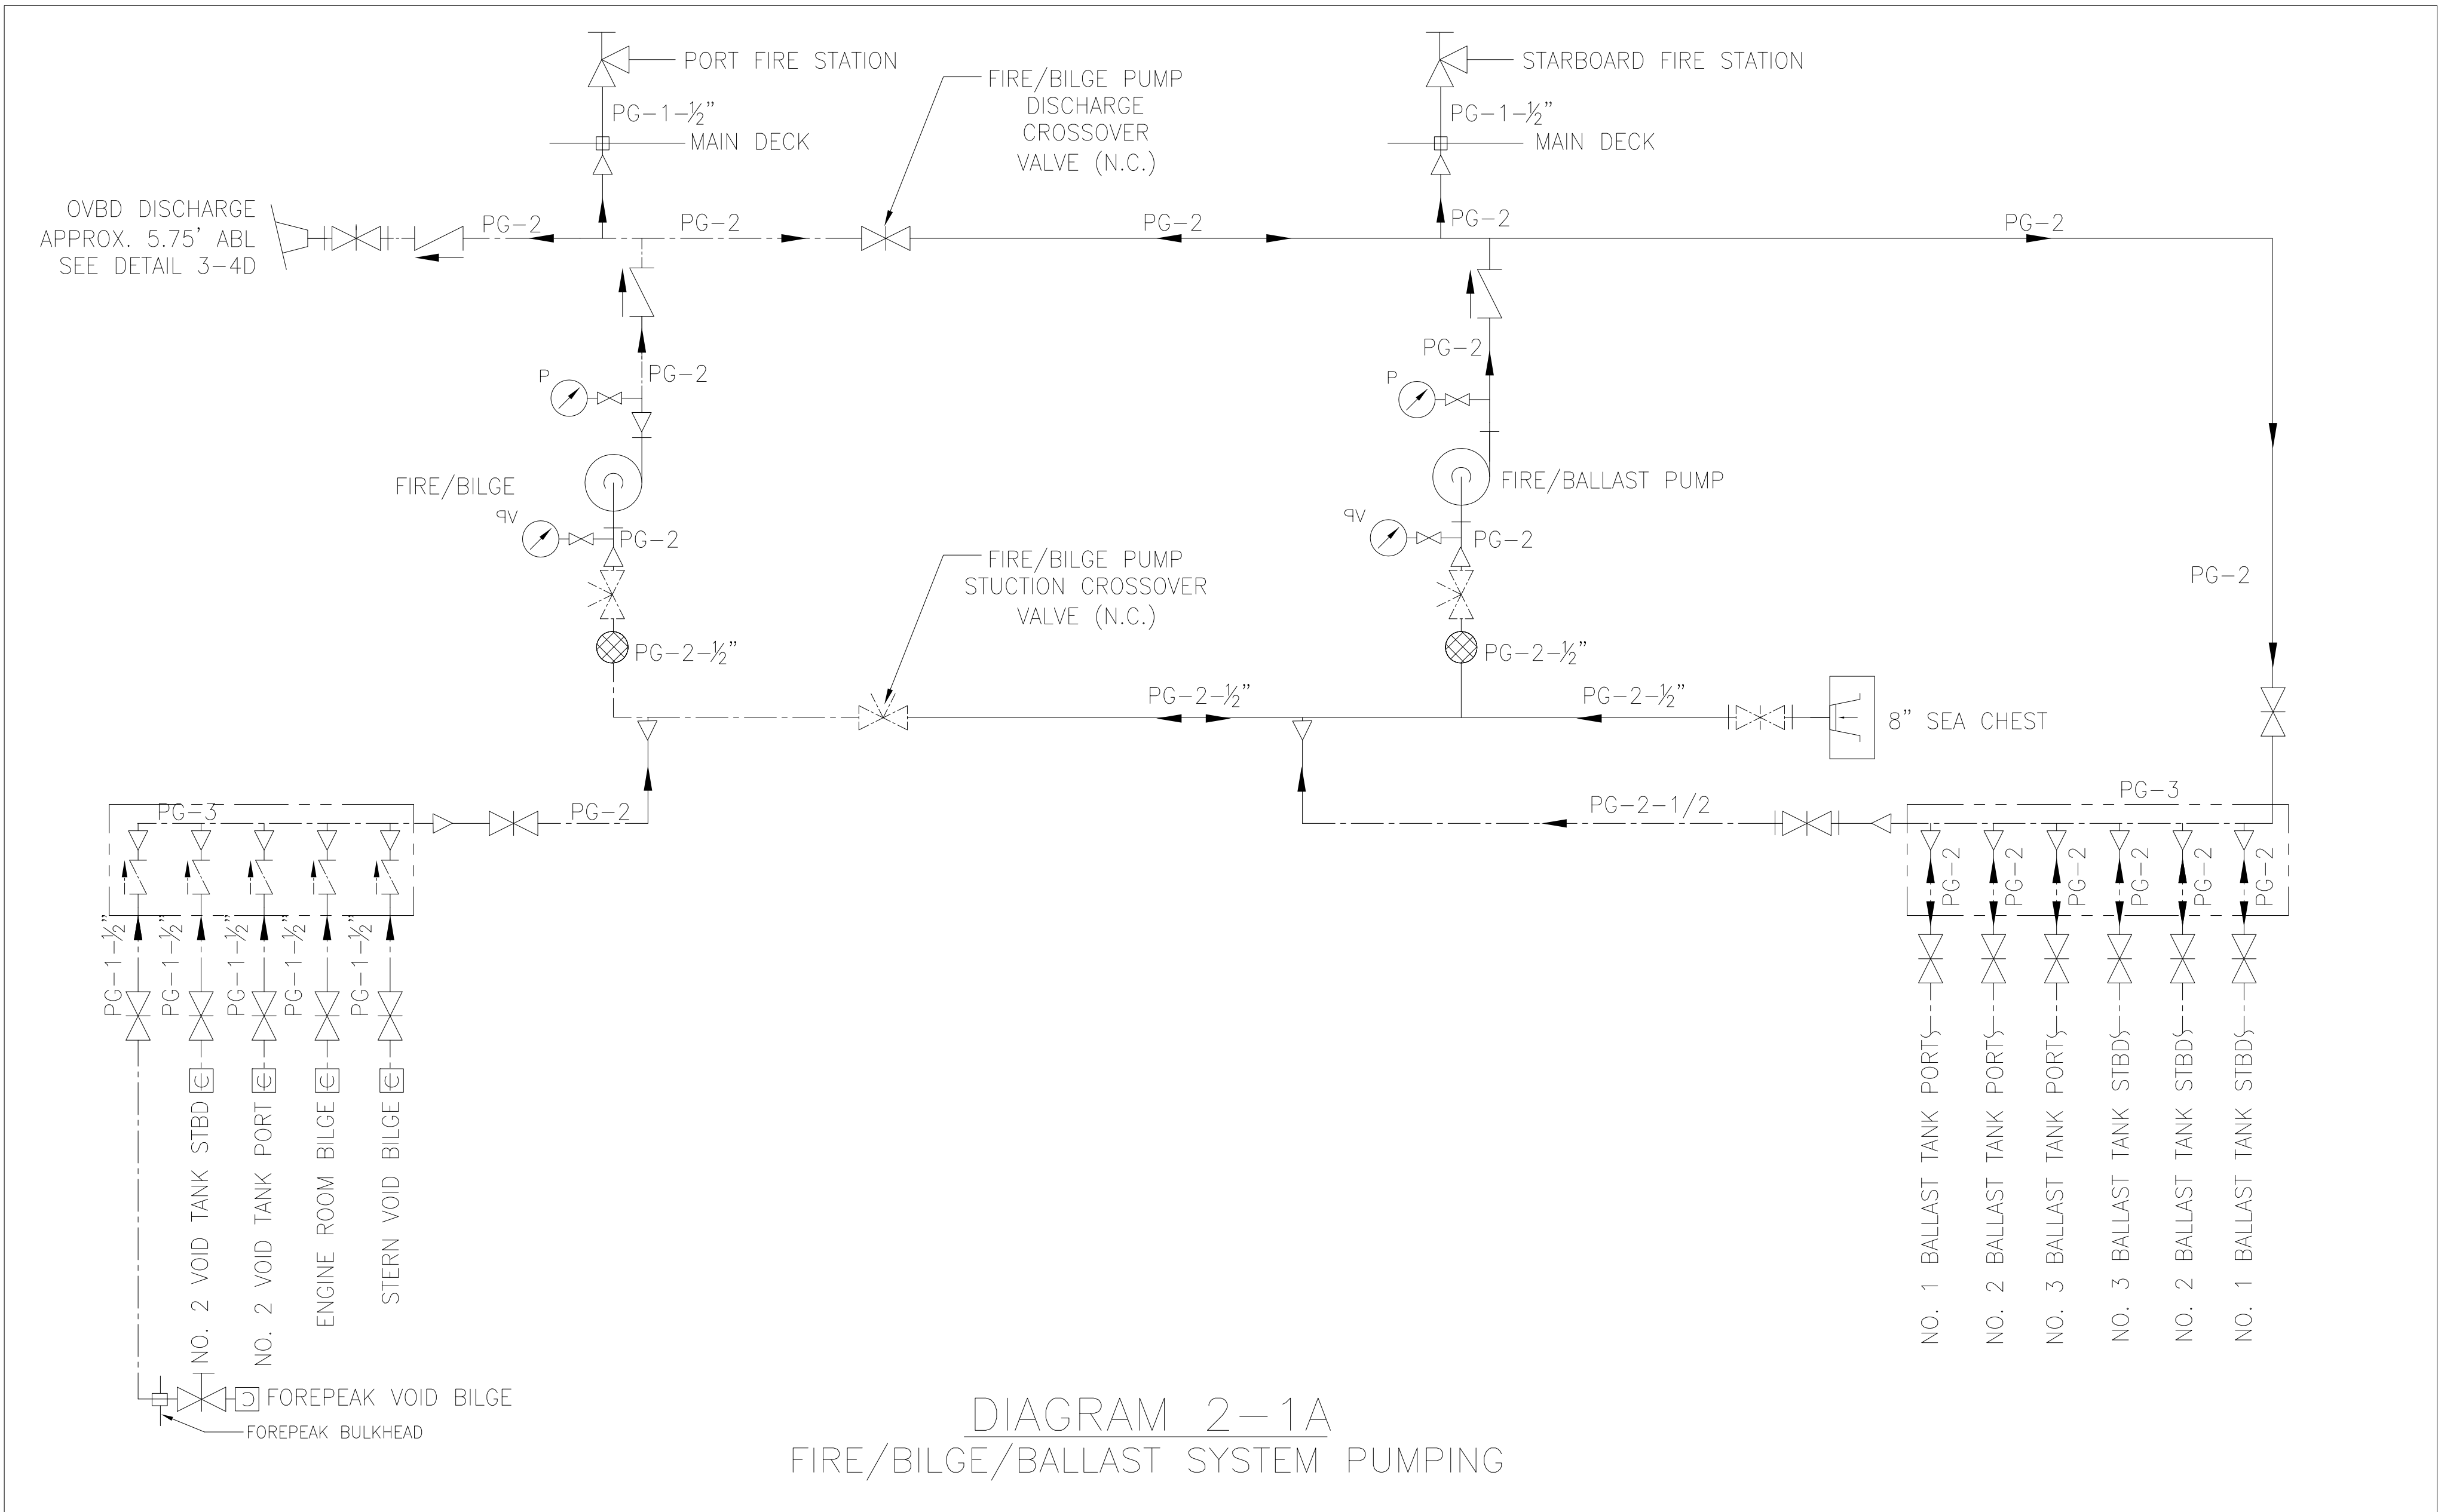 PORT FIRE STATION
STARBOARD FIRE STATION
FIRE/BILGE PUMP
DISCHARGE
CROSSOVER
VALVE (N.C.)
PG-1-½"
PG-1-½"
MAIN DECK
MAIN DECK
OVBD DISCHARGE
APPROX. 5.75' ABL
SEE DETAIL 3-4D
PG-2
PG-2
PG-2
PG-2
PG-2
PG-2
PG-2
P
P
FIRE/BILGE
FIRE/BALLAST PUMP
qV
qV
PG-2
PG-2
FIRE/BILGE PUMP
STUCTION CROSSOVER
VALVE (N.C.)
PG-2
PG-2-½"
PG-2-½"
PG-2-½"
PG-2-½"
8" SEA CHEST
PG-3
PG-2
PG-2-1/2
PG-3
PG-2
PG-2
PG-2
PG-2
PG-2
PG-2
PG-1-½"
PG-1-½"
PG-1-½"
PG-1-½"
PG-1-½"
NO. 2 VOID TANK STBD
NO. 2 VOID TANK PORT
ENGINE ROOM BILGE
STERN VOID BILGE
NO. 1 BALLAST TANK PORT
NO. 2 BALLAST TANK PORT
NO. 3 BALLAST TANK PORT
NO. 3 BALLAST TANK STBD
NO. 2 BALLAST TANK STBD
NO. 1 BALLAST TANK STBD
FOREPEAK VOID BILGE
FOREPEAK BULKHEAD
DIAGRAM 2-1A
FIRE/BILGE/BALLAST SYSTEM PUMPING